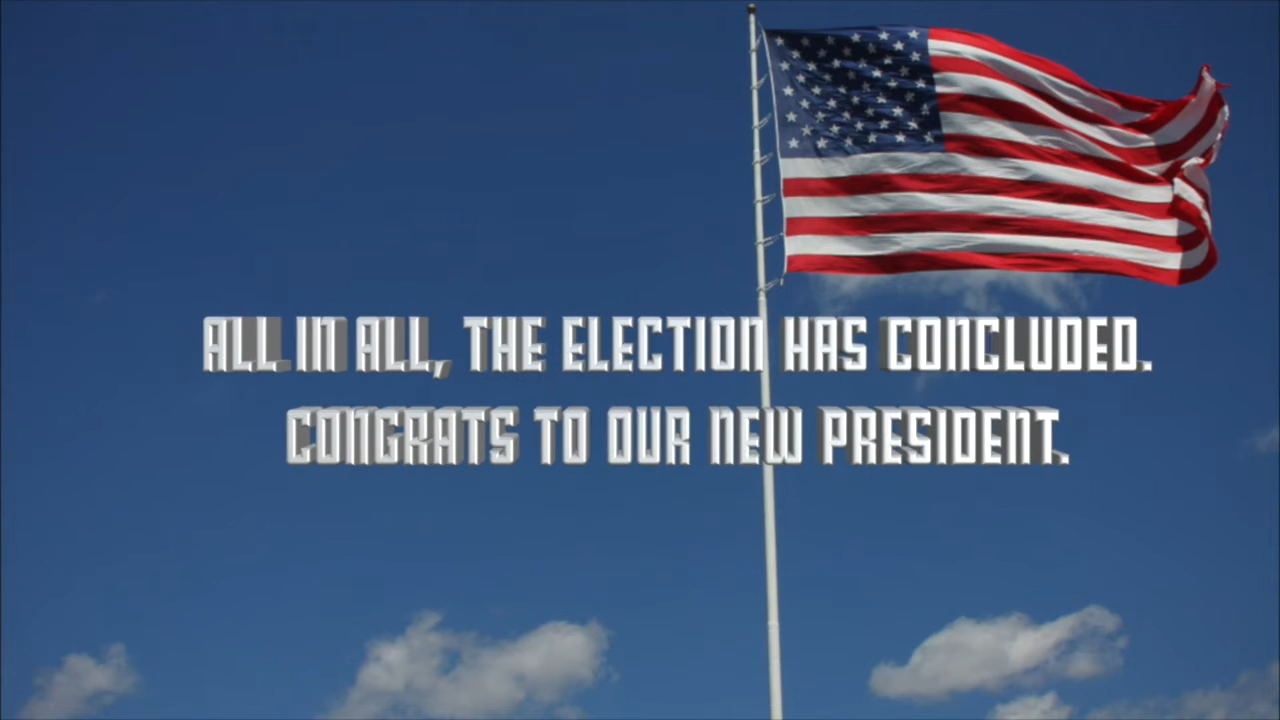 ALL IN ALL, THE ELECTION HAS CONCLUDED.
CONGRATS TO OUR NEW PRESIDENT.